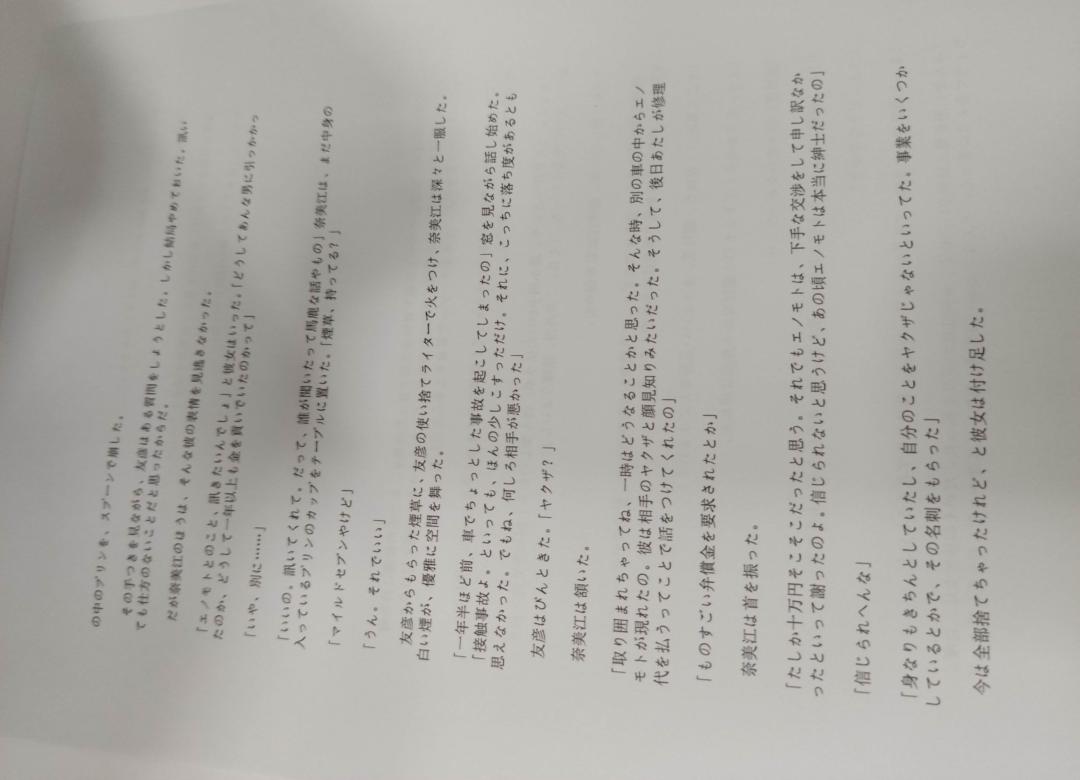 の中のプリンを、スプーンで崩した。
その手つきを見ながら、友彦はある質問をしようとした。しかし結局やめておいた。訊い
ても仕方のないことだと思ったからだ。
だが奈美江のほうは、そんな彼の表情を見逃さなかった。
「エノモトとのこと、訊きたいんでしょ」と彼女はいった。「どうしてあんな男に引っかかっ
たのか、どうして一年以上も金を貢いでいたのかって」
「いや、別に……」
「いいの。訊いてくれて。だって、誰が聞いたって馬鹿な話やもの」奈美江は、まだ中身の
入っているプリンのカップをテーブルに置いた。「煙草、持ってる？」
「マイルドセブンやけど」
「うん。それでいい」
友彦からもらった煙草に、友彦の使い捨てライターで火をつけ、奈美江は深々と一服した。
白い煙が、優雅に空間を舞った。
「一年半ほど前、車でちょっとした事故を起こしてしまったの」窓を見ながら話し始めた。
「接触事故よ。といっても、ほんの少しこすっただけ。それに、こっちに落ち度があるとも
思えなかった。でもね、何しろ相手が悪かった」
友彦はぴんときた。「ヤクザ？」
奈美江は頷いた。
「取り囲まれちゃってね、一時はどうなることかと思った。そんな時、別の車の中からエノ
モトが現れたの。彼は相手のヤクザと顔見知りみたいだった。そうして、後日あたしが修理
代を払うってことで話をつけてくれたの」
「ものすごい弁償金を要求されたとか」
奈美江は首を振った。
「たしか十万円そこそこだったと思う。それでもエノモトは、下手な交渉をして申し訳なか
ったといって謝ったのよ。信じられないと思うけど、あの頃エノモトは本当に紳士だったの」
「信じられへんな」
「身なりもきちんとしていたし、自分のことをヤクザじゃないといってた。事業をいくつか
しているとかで、その名刺をもらった」
今は全部捨てちゃったけれど、と彼女は付け足した。